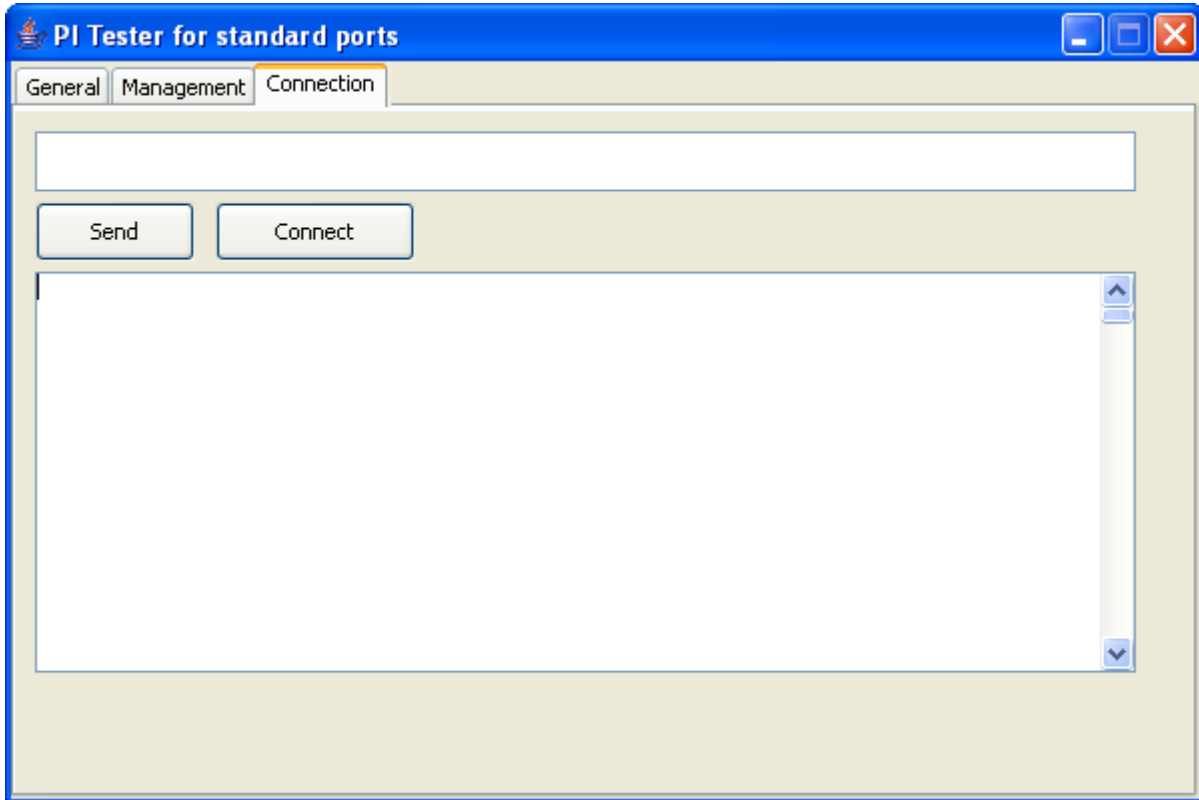 PI Tester for standard ports
General Management Connection
Send Connect